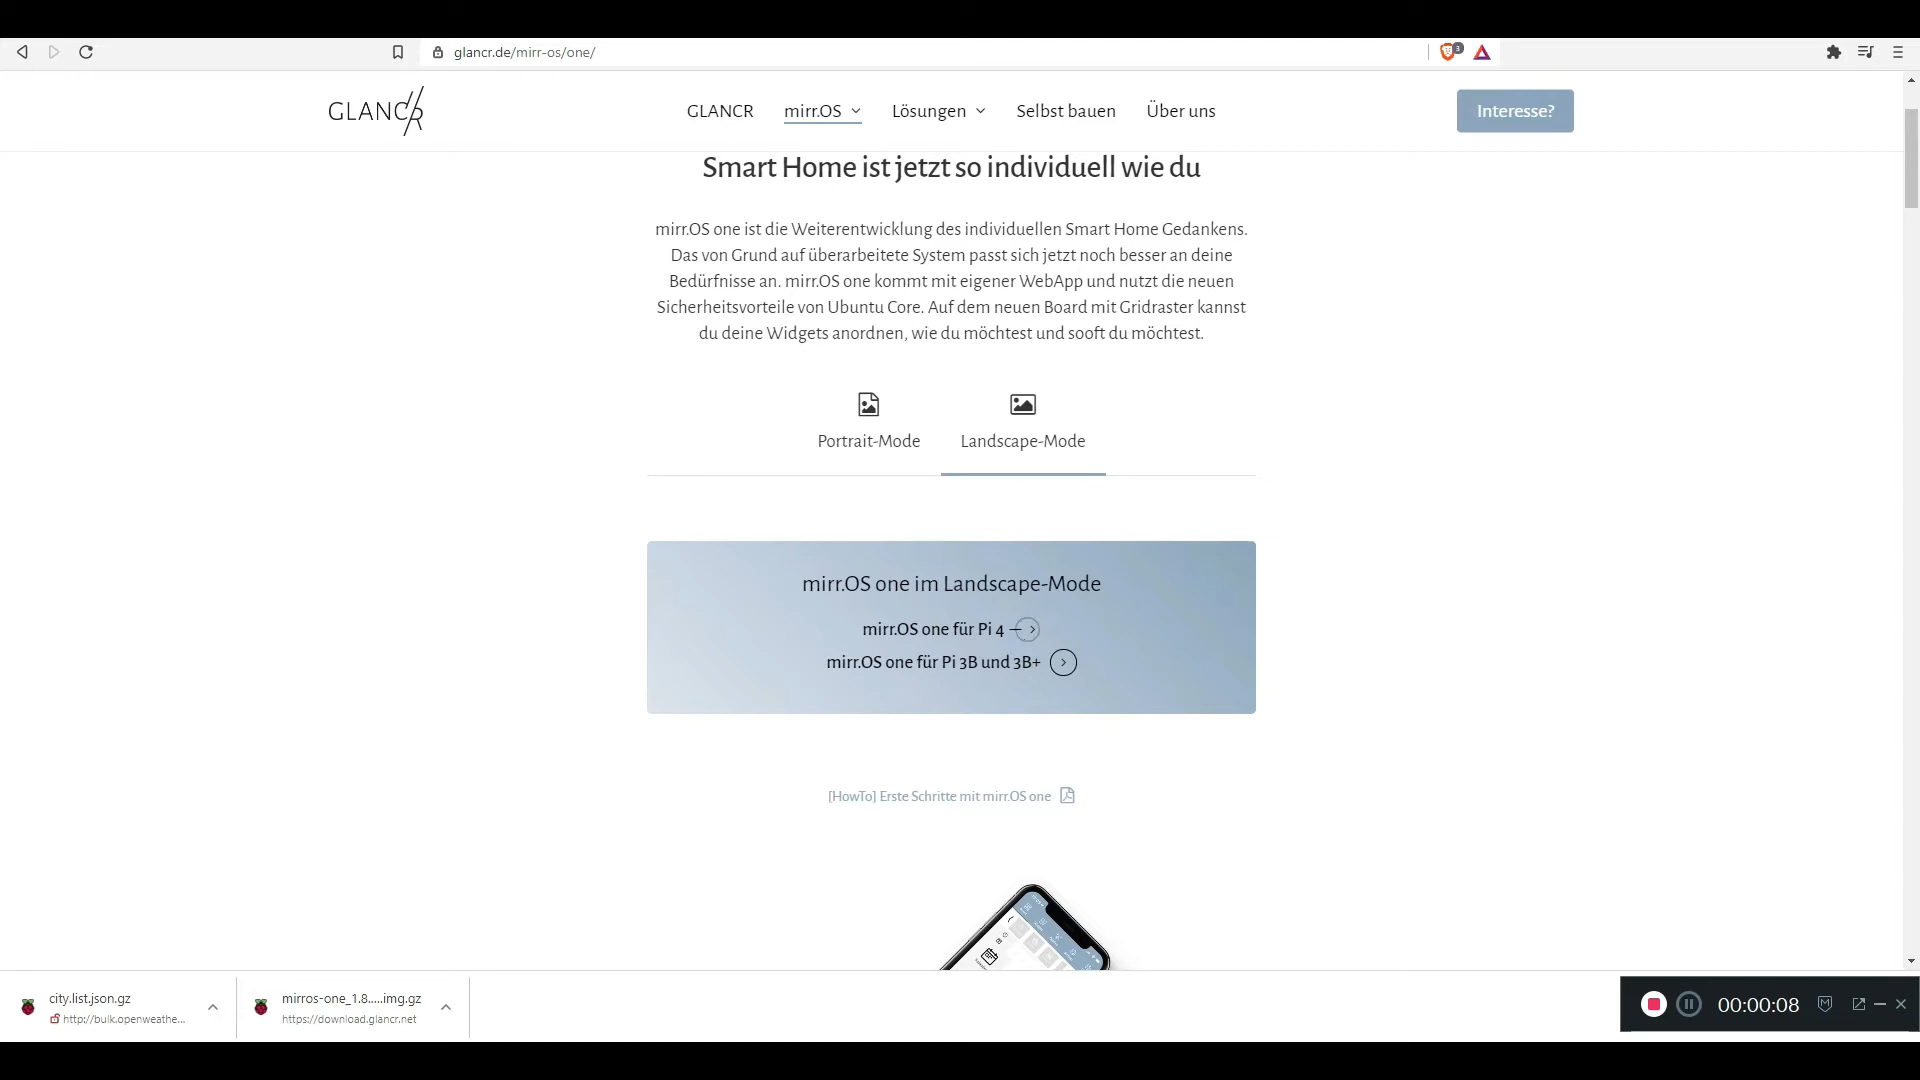 glancr.de/mirr-os/one/
3
GLANCR
GLANCR
mirr.OS
Lösungen
Selbst bauen
Über uns
Interesse?
Smart Home ist jetzt so individuell wie du
mirr.OS one ist die Weiterentwicklung des individuellen Smart Home Gedankens.
Das von Grund auf überarbeitete System passt sich jetzt noch besser an deine
Bedürfnisse an. mirr.OS one kommt mit eigener WebApp und nutzt die neuen
Sicherheitsvorteile von Ubuntu Core. Auf dem neuen Board mit Gridraster kannst
du deine Widgets anordnen, wie du möchtest und sooft du möchtest.
Portrait-Mode
Landscape-Mode
mirr.OS one im Landscape-Mode
mirr.OS one für Pi 4
mirr.OS one für Pi 3B und 3B+
[HowTo] Erste Schritte mit mirr.OS one
city.list.json.gz
http://bulk.openweathe...
mirros-one_1.8.....img.gz
https://download.glancr.net
00:00:08